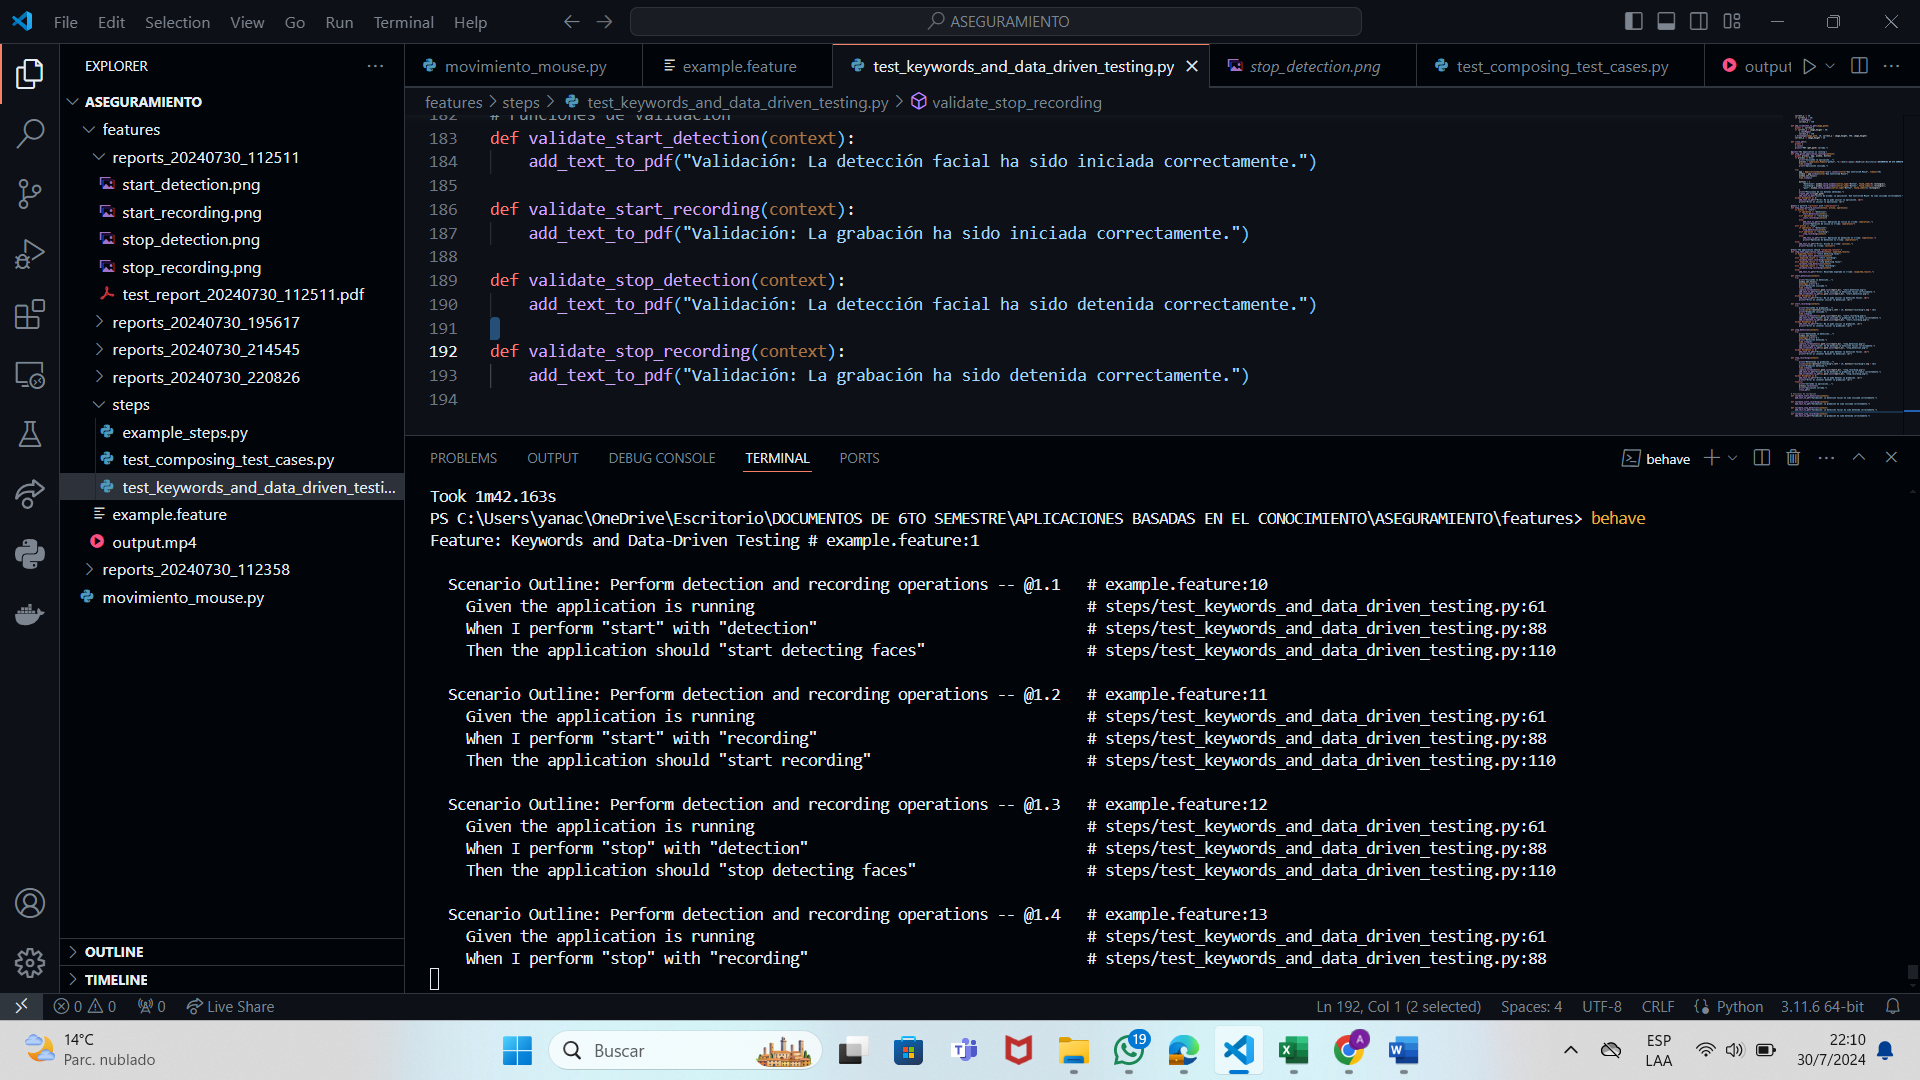 File Edit Selection View Go Run Terminal Help
ASEGURAMIENTO
EXPLORER
ASEGURAMIENTO
features
reports_20240730_112511
start_detection.png
start_recording.png
stop_detection.png
stop_recording.png
test_report_20240730_112511.pdf
reports_20240730_195617
reports_20240730_214545
reports_20240730_220826
steps
example_steps.py
test_composing_test_cases.py
test_keywords_and_data_driven_testi...
example.feature
output.mp4
reports_20240730_112358
movimiento_mouse.py
OUTLINE
TIMELINE
movimiento_mouse.py example.feature test_keywords_and_data_driven_testing.py stop_detection.png test_composing_test_cases.py output
features > steps > test_keywords_and_data_driven_testing.py > validate_stop_recording
182 # Funciones de validación
183 def validate_start_detection(context):
184 add_text_to_pdf("Validación: La detección facial ha sido iniciada correctamente.")
185
186 def validate_start_recording(context):
187 add_text_to_pdf("Validación: La grabación ha sido iniciada correctamente.")
188
189 def validate_stop_detection(context):
190 add_text_to_pdf("Validación: La detección facial ha sido detenida correctamente.")
191
192 def validate_stop_recording(context):
193 add_text_to_pdf("Validación: La grabación ha sido detenida correctamente.")
194
PROBLEMS OUTPUT DEBUG CONSOLE TERMINAL PORTS
behave
Took 1m42.163s
PS C:\Users\yanac\OneDrive\Escritorio\DOCUMENTOS DE 6TO SEMESTRE\APLICACIONES BASADAS EN EL CONOCIMIENTO\ASEGURAMIENTO\features> behave
Feature: Keywords and Data-Driven Testing # example.feature:1
Scenario Outline: Perform detection and recording operations -- @1.1 # example.feature:10
Given the application is running # steps/test_keywords_and_data_driven_testing.py:61
When I perform "start" with "detection" # steps/test_keywords_and_data_driven_testing.py:88
Then the application should "start detecting faces" # steps/test_keywords_and_data_driven_testing.py:110
Scenario Outline: Perform detection and recording operations -- @1.2 # example.feature:11
Given the application is running # steps/test_keywords_and_data_driven_testing.py:61
When I perform "start" with "recording" # steps/test_keywords_and_data_driven_testing.py:88
Then the application should "start recording" # steps/test_keywords_and_data_driven_testing.py:110
Scenario Outline: Perform detection and recording operations -- @1.3 # example.feature:12
Given the application is running # steps/test_keywords_and_data_driven_testing.py:61
When I perform "stop" with "detection" # steps/test_keywords_and_data_driven_testing.py:88
Then the application should "stop detecting faces" # steps/test_keywords_and_data_driven_testing.py:110
Scenario Outline: Perform detection and recording operations -- @1.4 # example.feature:13
Given the application is running # steps/test_keywords_and_data_driven_testing.py:61
When I perform "stop" with "recording" # steps/test_keywords_and_data_driven_testing.py:88
0 0 0 Live Share
Ln 192, Col 1 (2 selected) Spaces: 4 UTF-8 CRLF Python 3.11.6 64-bit
14°C
Parc. nublado
Buscar
19
A
ESP
LAA
22:10
30/7/2024